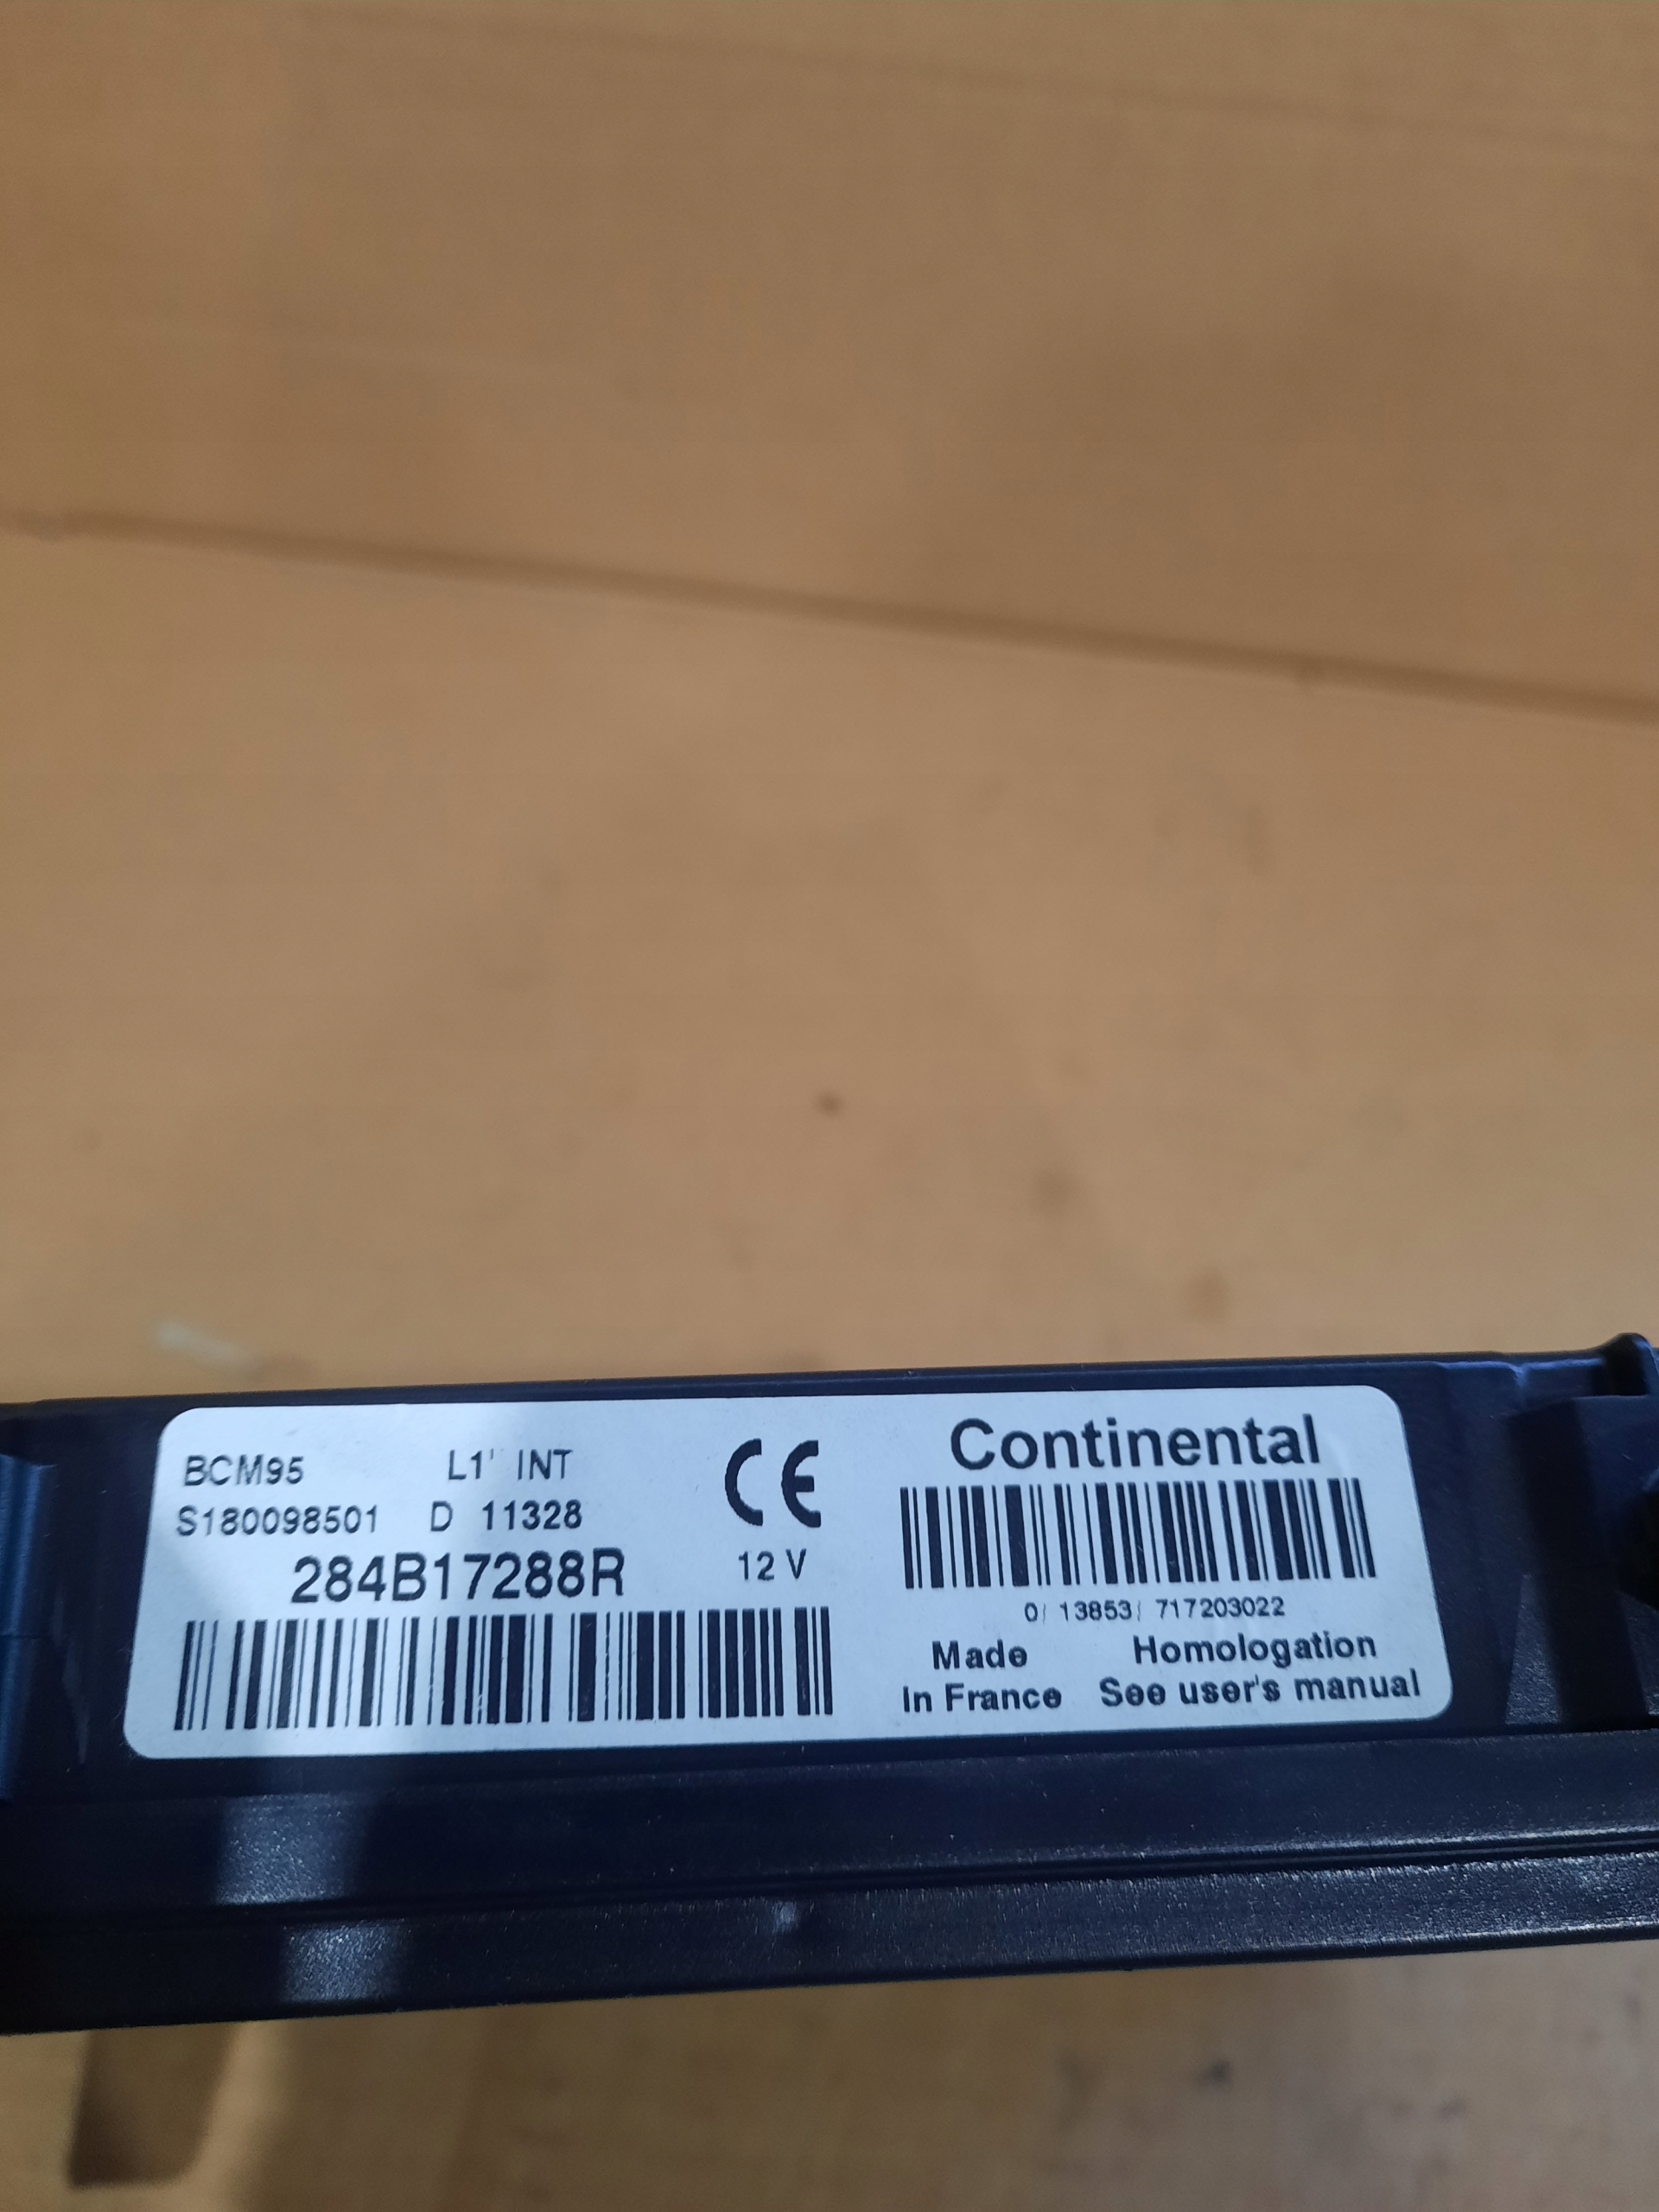 BCM95 L1' INT
S180098501 D 11328
284B17288R
CE
12 V
Continental
0/ 13853/ 717203022
Made
in France
Homologation
See user's manual